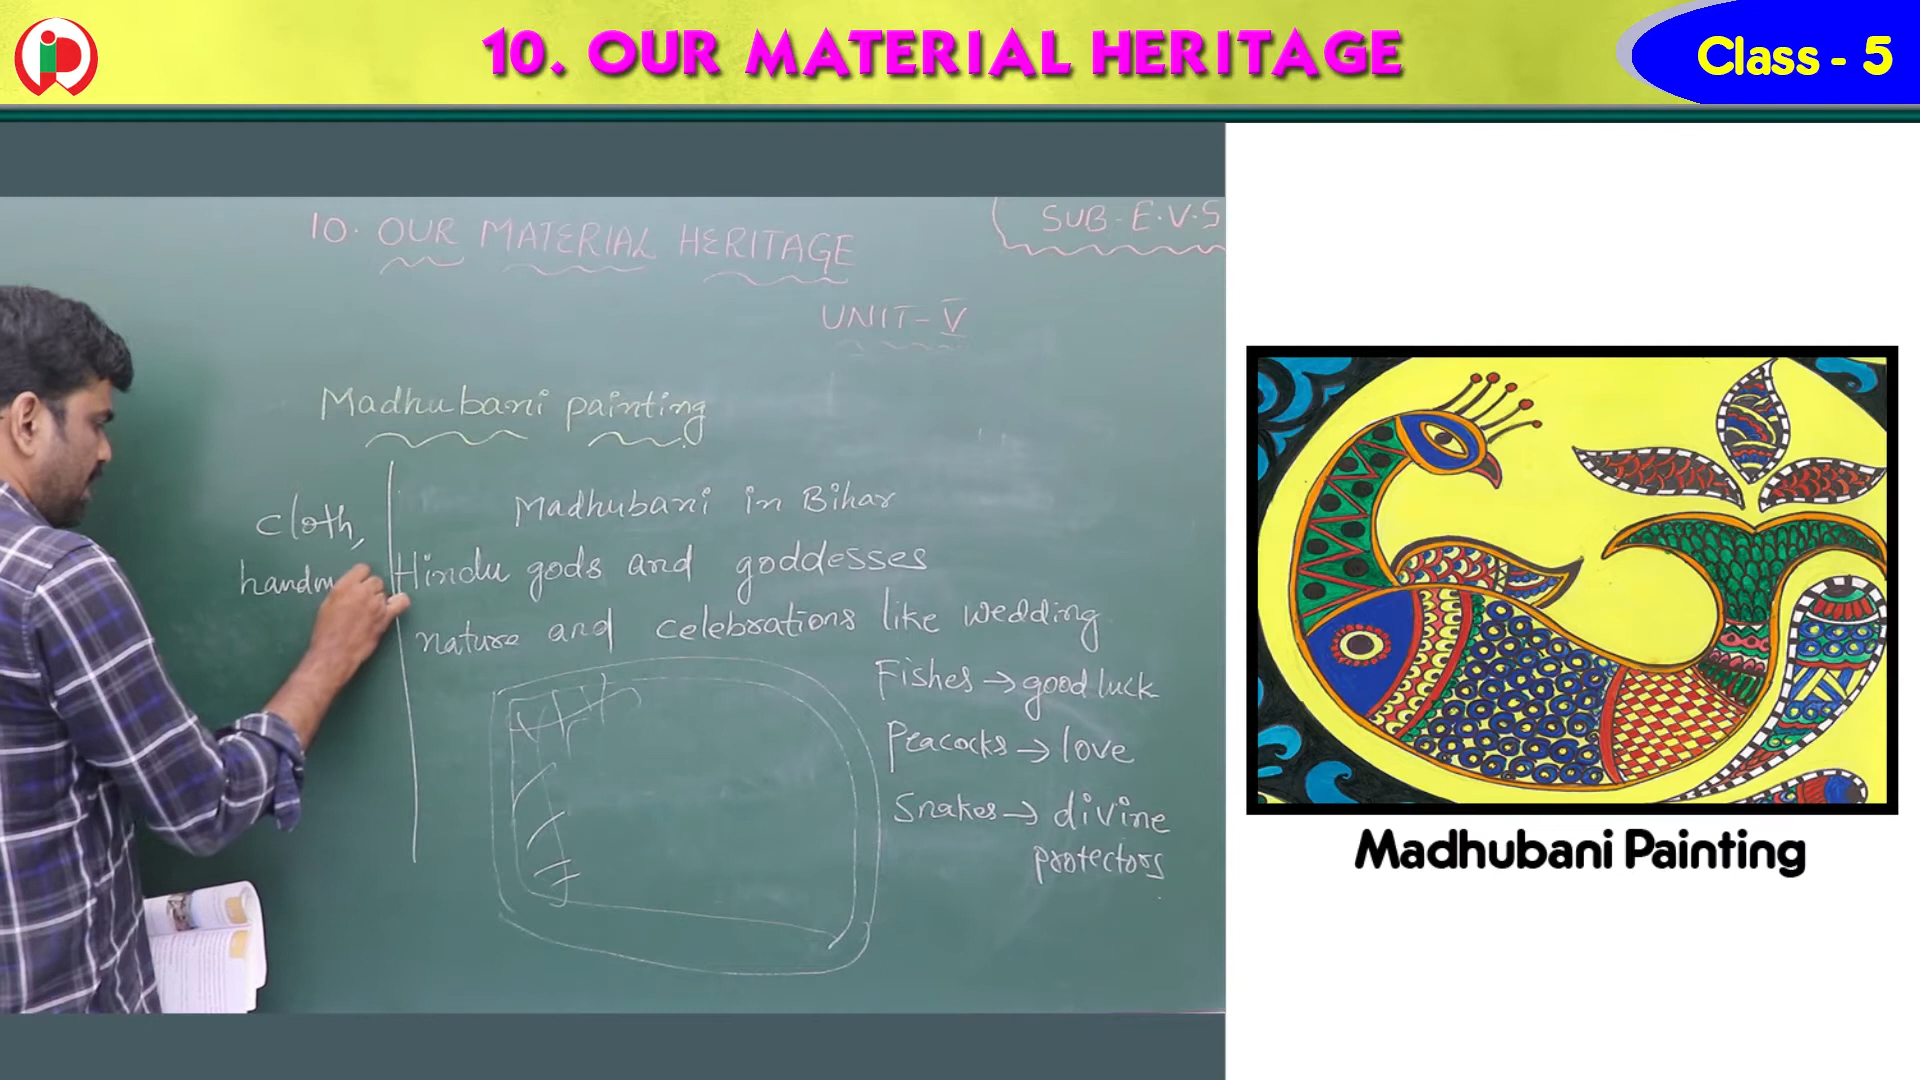 10. OUR MATERIAL HERITAGE
Class - 5
10. OUR MATERIAL HERITAGE
SUB-E.V.S
UNIT-V
Madhubani painting
cloth,
handm
Madhubani in Bihar
Hindu gods and goddesses
nature and celebrations like wedding
Fishes → good luck
Peacocks → love
Snakes → divine
protectors
Madhubani Painting